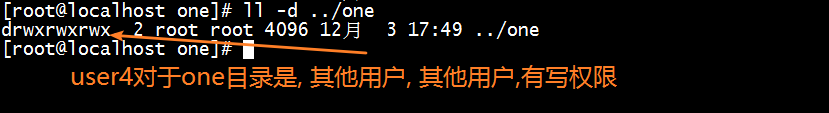 [root@localhost one]# ll -d ../one
drwxrwxrwx. 2 root root 4096 12月  3 17:49 ../one
[root@localhost one]#
user4对于one目录是, 其他用户, 其他用户,有写权限